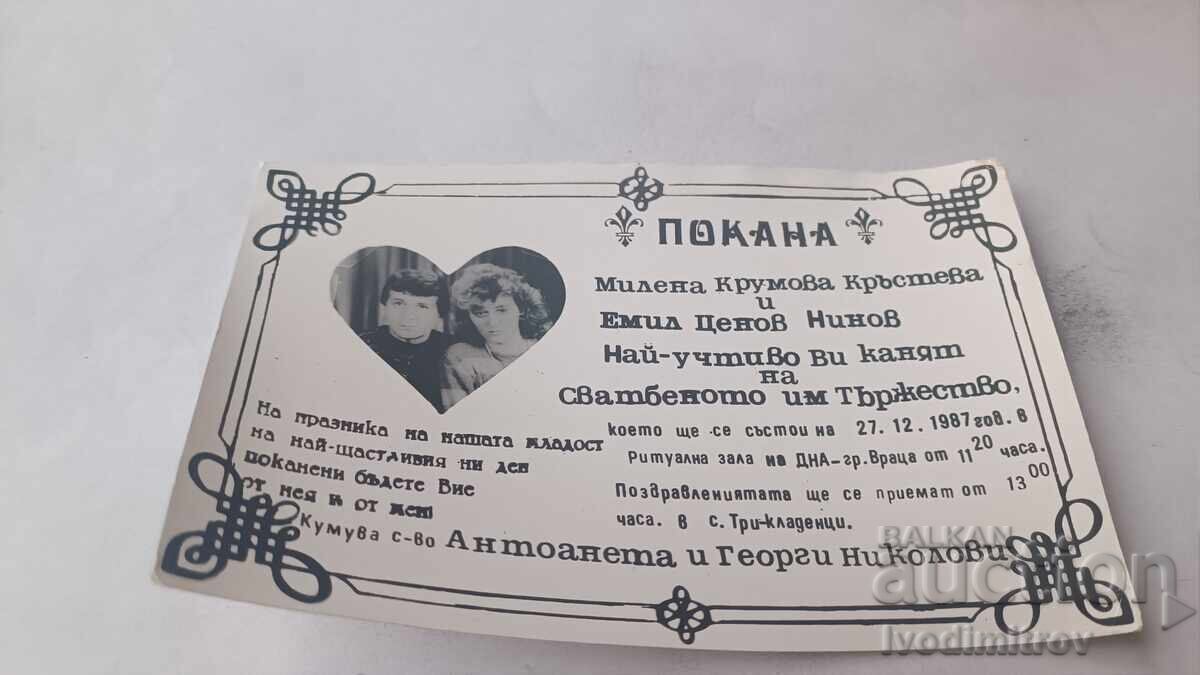 ПОКАНА
Милена Крумова Кръстева
и
Емил Ценов Нинов
Най-учтиво Ви канят
на
Сватбеното им Тържество,
което ще се състои на 27.12.1987 год. в
Ритуална зала на ДНА-гр. Враца от 11 20 часа.
Поздравленията ще се приемат от 13 00
часа. в с. Три-кладенци.
На празника на нашата младост
на най-щастливия ни ден
поканени бъдете Вие
от нея и от мен!
Кумува с-во Антоанета и Георги Николови
BALKAN
auction
Ivodimitrov